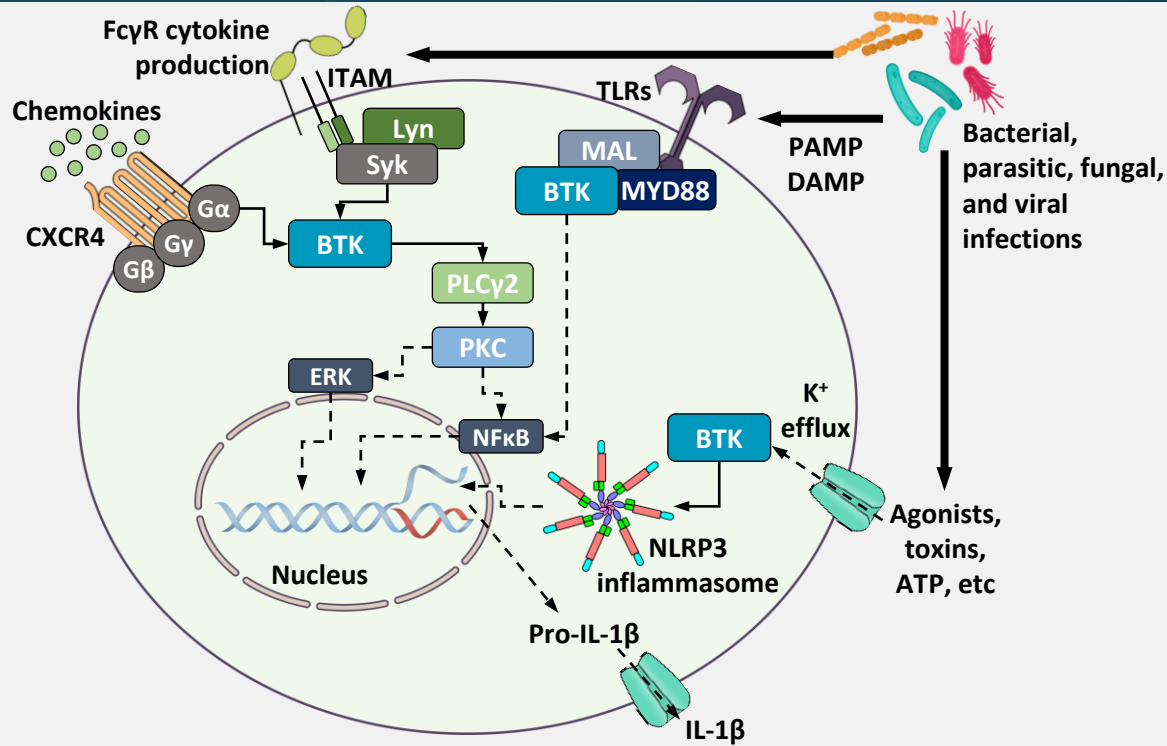 FcγR cytokine
production
ITAM
Chemokines
CXCR4
Gα
Gγ
Gβ
Lyn
Syk
BTK
PLCγ2
PKC
ERK
NFκB
TLRs
MAL
BTK
MYD88
PAMP
DAMP
Bacterial,
parasitic, fungal,
and viral
infections
K⁺
efflux
BTK
NLRP3
inflammasome
Agonists,
toxins,
ATP, etc
Nucleus
Pro-IL-1β
IL-1β